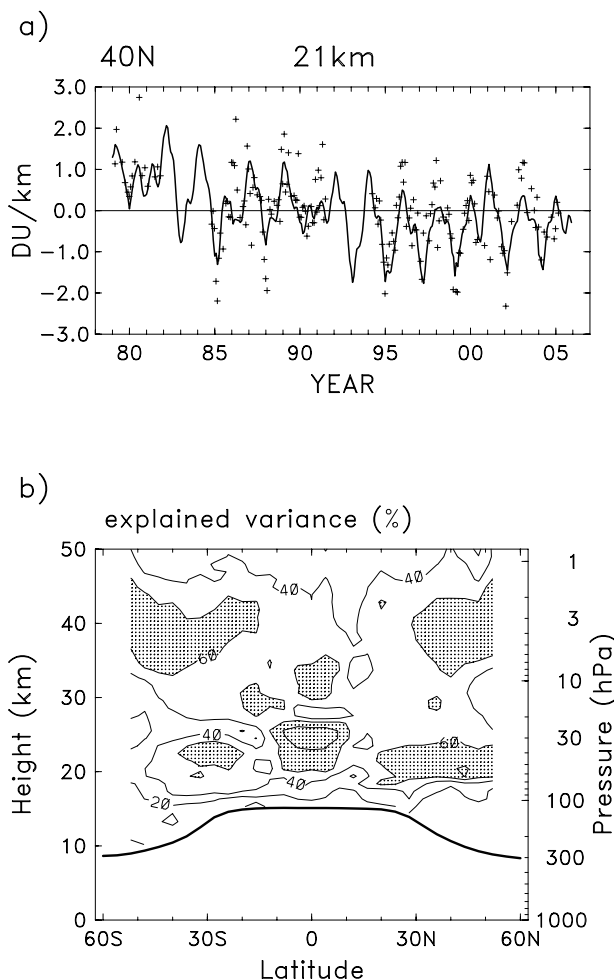 a)
40N 21km
3.0
2.0
1.0
0.0
-1.0
-2.0
-3.0
DU/km
80 85 90 95 00 05
YEAR
b)
explained variance (%)
50
40
30
20
10
0
Height (km)
1
3
10
30
100
300
1000
Pressure (hPa)
40 40
60
40 60
40
20
60S 30S 0 30N 60N
Latitude